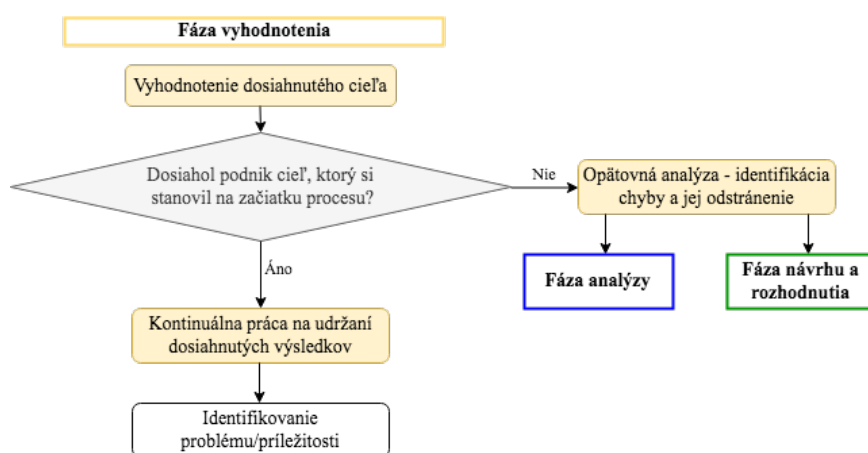 Fáza vyhodnotenia
Vyhodnotenie dosiahnutého cieľa
Dosiahol podnik cieľ, ktorý si
stanovil na začiatku procesu?
Nie
Opätovná analýza - identifikácia
chyby a jej odstránenie
Fáza analýzy
Fáza návrhu a
rozhodnutia
Áno
Kontinuálna práca na udržaní
dosiahnutých výsledkov
Identifikovanie
problému/príležitosti